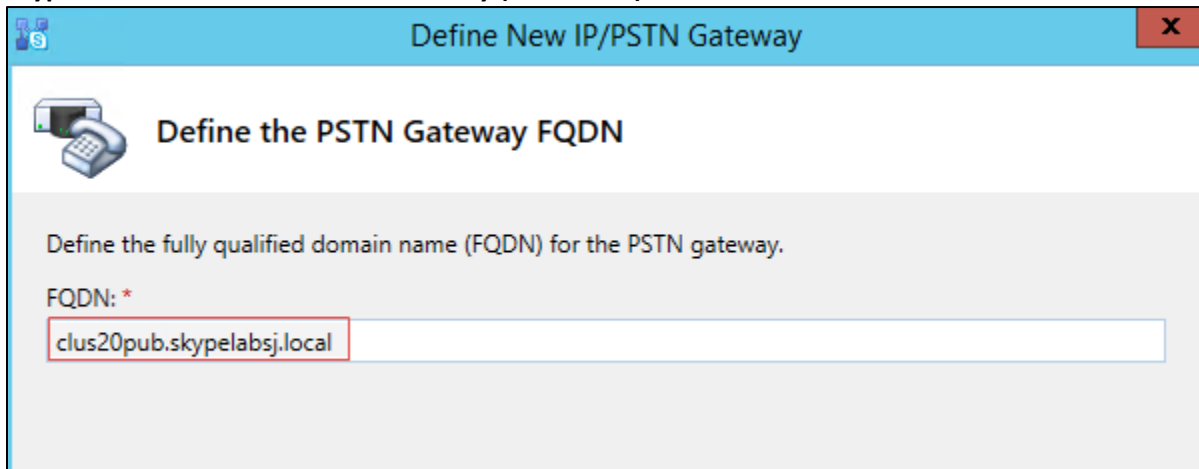 Define New IP/PSTN Gateway
x
Define the PSTN Gateway FQDN
Define the fully qualified domain name (FQDN) for the PSTN gateway.
FQDN: *
clus20pub.skypelabsj.local